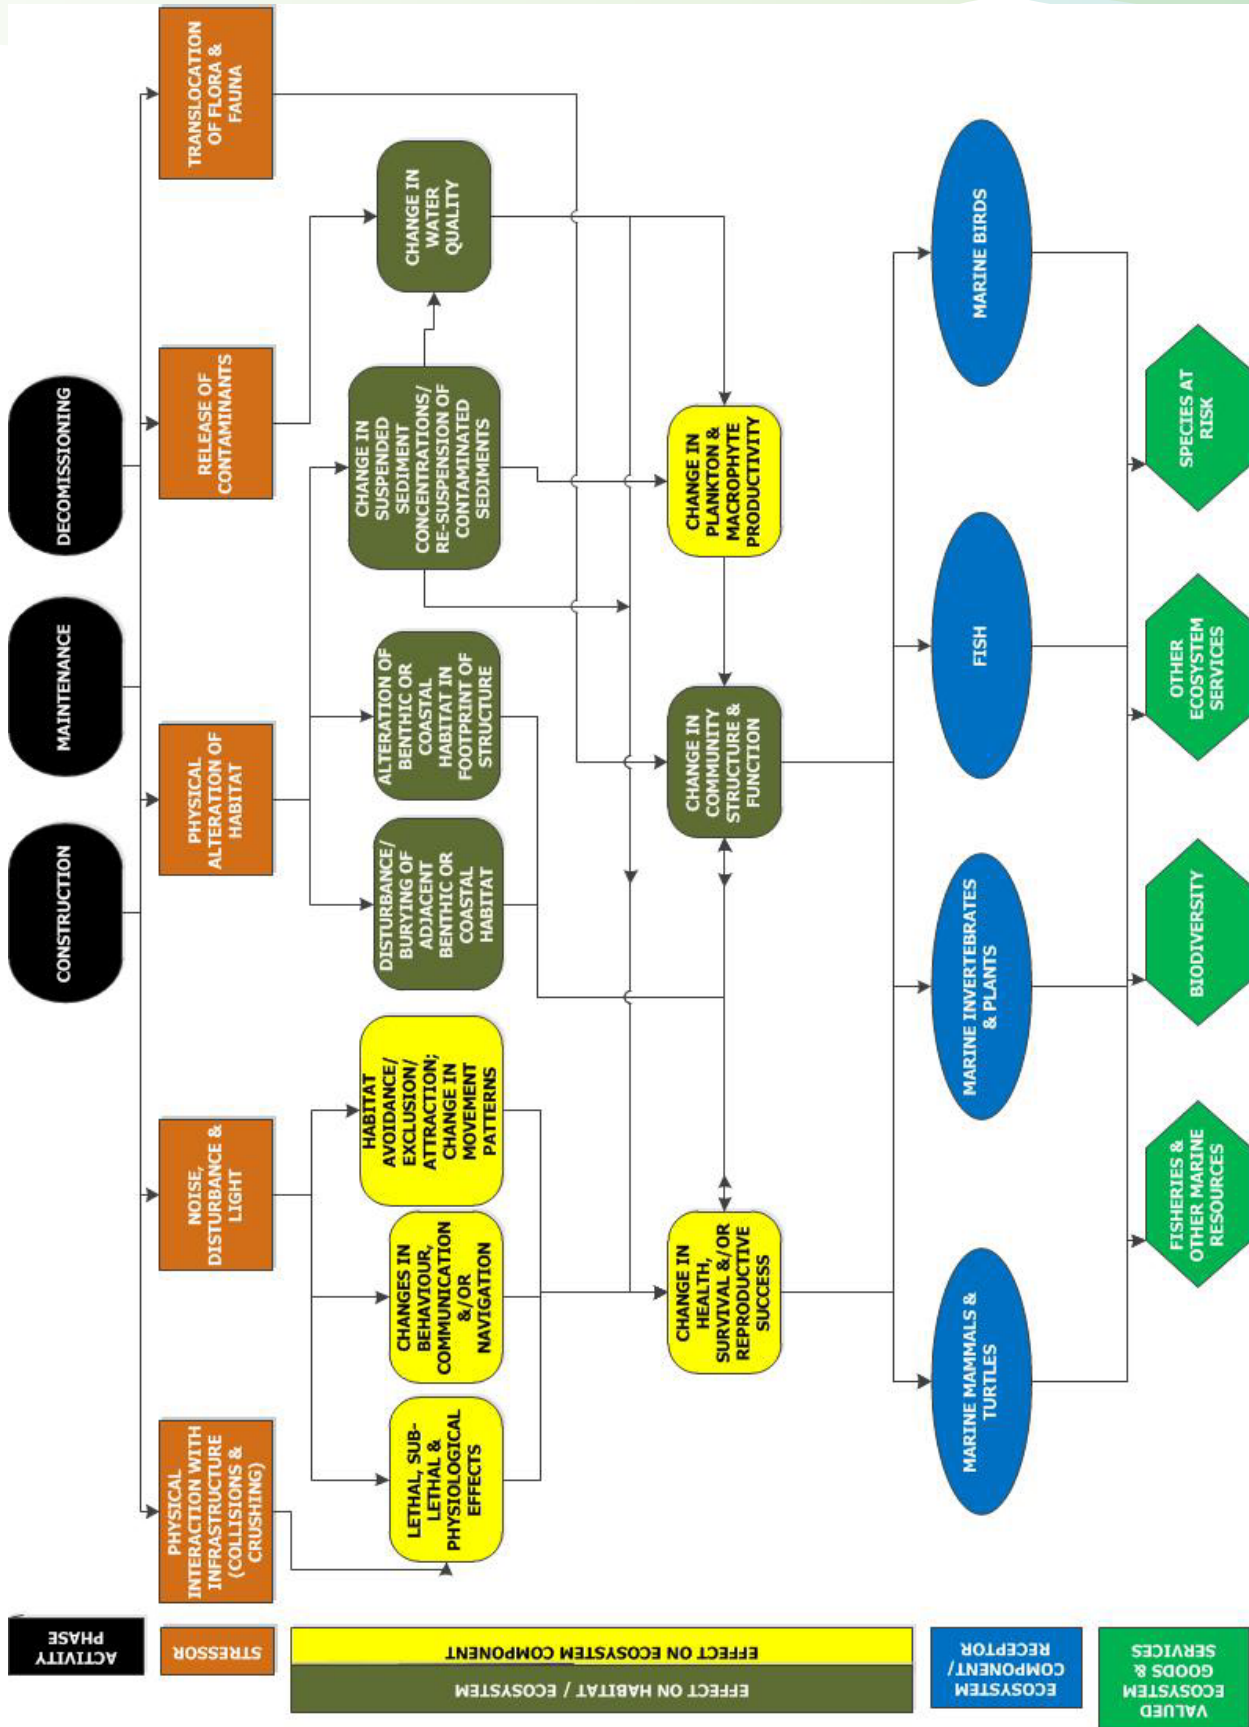 ACTIVITY
PHASE
CONSTRUCTION
MAINTENANCE
DECOMISSIONING
STRESSOR
PHYSICAL
INTERACTION WITH
INFRASTRUCTURE
(COLLISIONS &
CRUSHING)
NOISE,
DISTURBANCE &
LIGHT
PHYSICAL
ALTERATION OF
HABITAT
RELEASE OF
CONTAMINANTS
TRANSLOCATION
OF FLORA &
FAUNA
EFFECT ON ECOSYSTEM COMPONENT
EFFECT ON HABITAT / ECOSYSTEM
LETHAL, SUB-
LETHAL &
PHYSIOLOGICAL
EFFECTS
CHANGES IN
BEHAVIOUR,
COMMUNICATION
&/OR
NAVIGATION
HABITAT
AVOIDANCE/
EXCLUSION/
ATTRACTION;
CHANGE IN
MOVEMENT
PATTERNS
DISTURBANCE/
BURYING OF
ADJACENT
BENTHIC OR
COASTAL
HABITAT
ALTERATION OF
BENTHIC OR
COASTAL
HABITAT IN
FOOTPRINT OF
STRUCTURE
CHANGE IN
SUSPENDED
SEDIMENT
CONCENTRATIONS/
RE-SUSPENSION OF
CONTAMINATED
SEDIMENTS
CHANGE IN
WATER
QUALITY
CHANGE IN
HEALTH,
SURVIVAL &/OR
REPRODUCTIVE
SUCCESS
CHANGE IN
COMMUNITY
STRUCTURE &
FUNCTION
CHANGE IN
PLANKTON &
MACROPHYTE
PRODUCTIVITY
ECOSYSTEM
COMPONENT/
RECEPTOR
MARINE MAMMALS &
TURTLES
MARINE INVERTEBRATES
& PLANTS
FISH
MARINE BIRDS
VALUED
ECOSYSTEM
GOODS &
SERVICES
FISHERIES &
OTHER MARINE
RESOURCES
BIODIVERSITY
OTHER
ECOSYSTEM
SERVICES
SPECIES AT
RISK